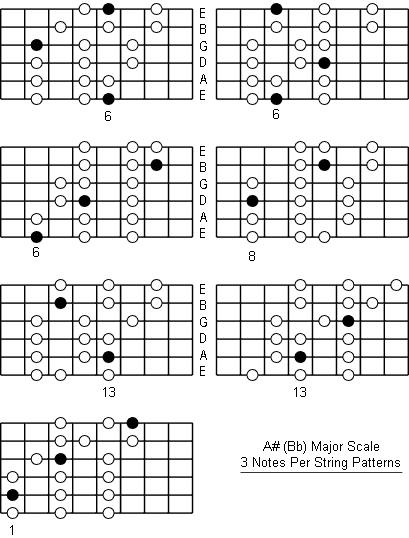 E
B
G
D
A
E
6
6
E
B
G
D
A
E
6
8
E
B
G
D
A
E
13
13
A# (Bb) Major Scale
3 Notes Per String Patterns
1